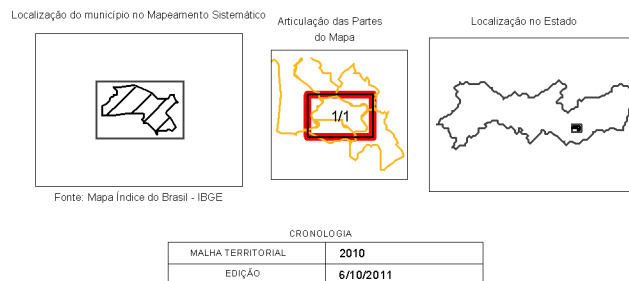 Localização do município no Mapeamento Sistemático
Articulação das Partes
do Mapa
Localização no Estado
1/1
Fonte: Mapa Índice do Brasil - IBGE
CRONOLOGIA
MALHA TERRITORIAL 2010
EDIÇÃO 6/10/2011